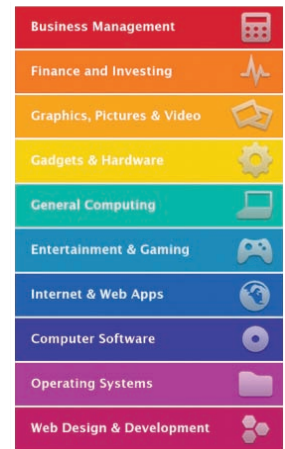 Business Management
Finance and Investing
Graphics, Pictures & Video
Gadgets & Hardware
General Computing
Entertainment & Gaming
Internet & Web Apps
Computer Software
Operating Systems
Web Design & Development